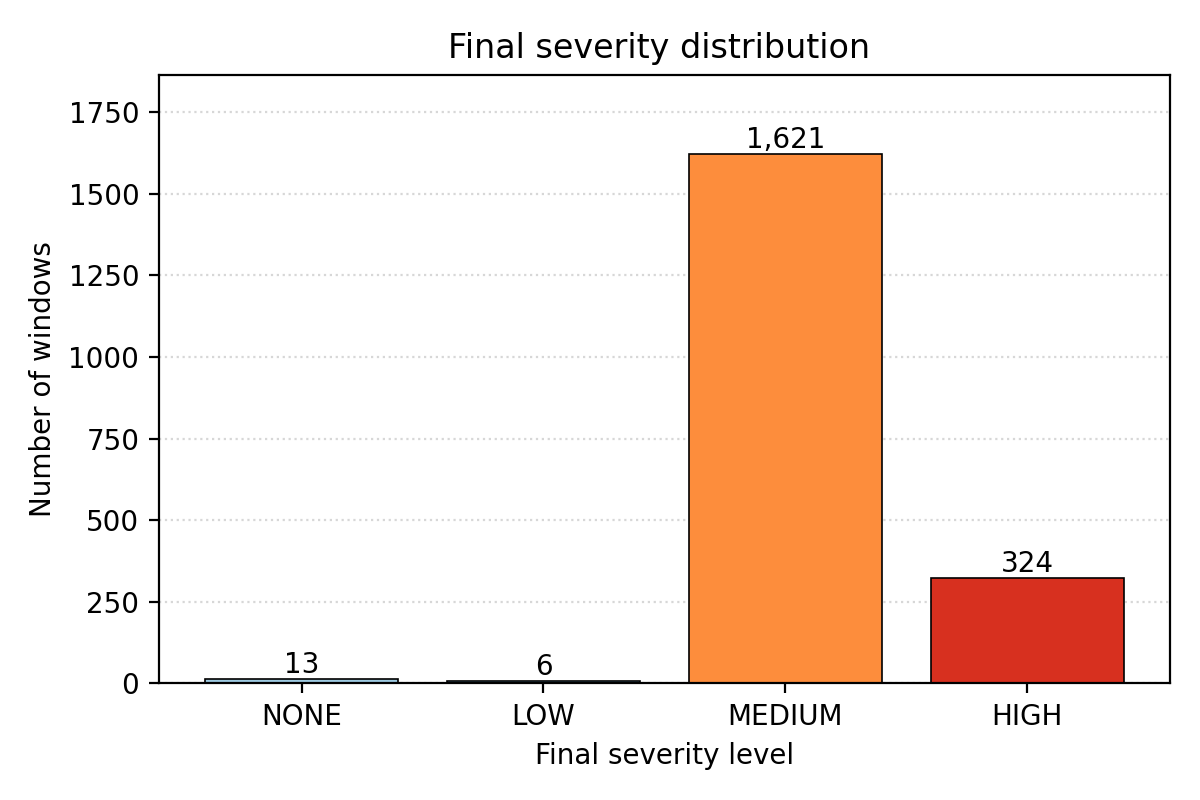 Final severity distribution
Number of windows
1750
1500
1250
1000
750
500
250
0
13
6
1,621
324
NONE
LOW
MEDIUM
HIGH
Final severity level